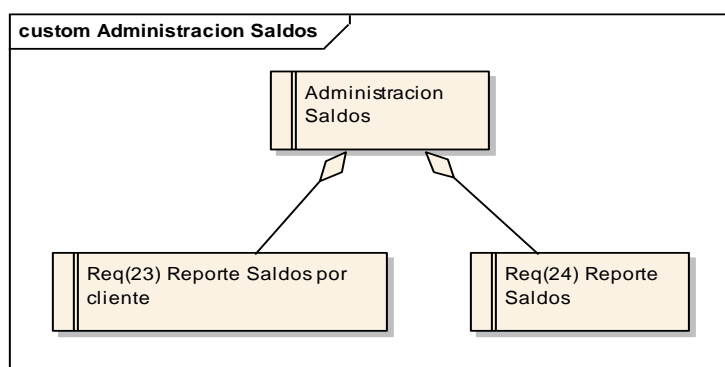 custom Administracion Saldos
Administracion
Saldos
Req(23) Reporte Saldos por
cliente
Req(24) Reporte
Saldos